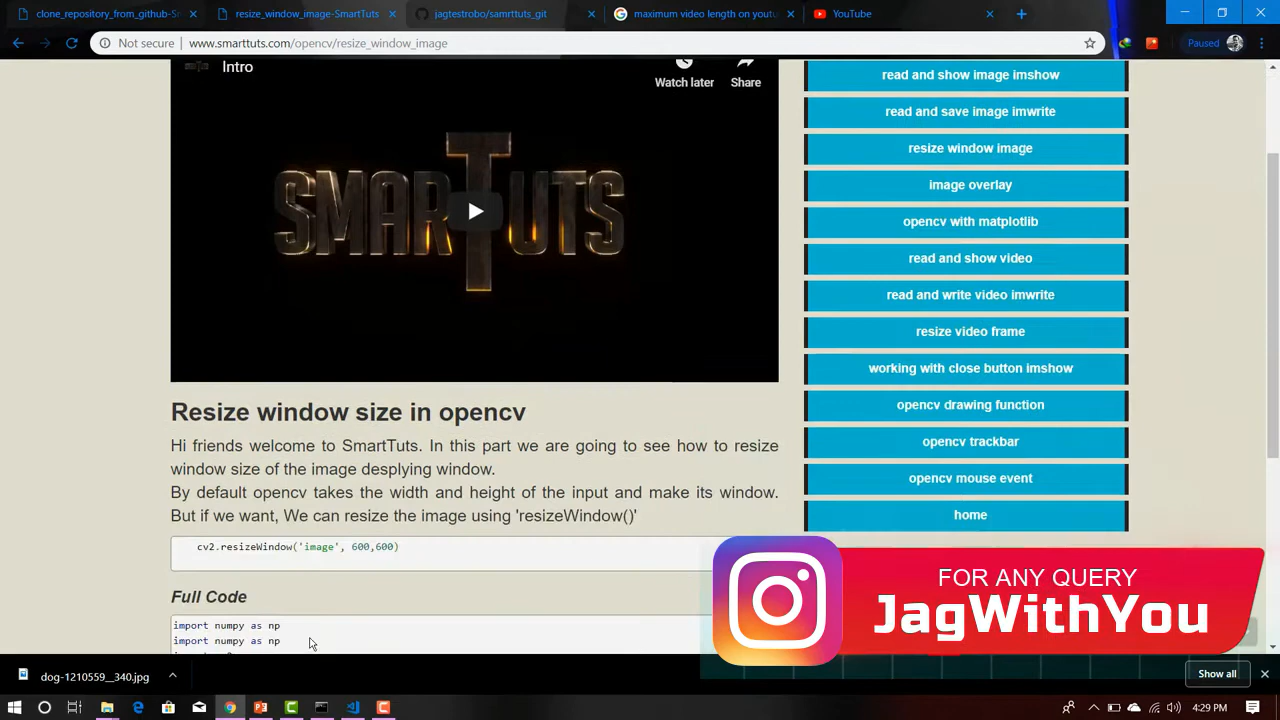 clone_repository_from_github-Sr
resize_window_image-SmartTuts
jagtestrobo/samrttuts_git
maximum video length on youtu
YouTube
Not secure
www.smarttuts.com/opencv/resize_window_image
Paused
Intro
Watch later
Share
SMARTUTS
read and show image imshow
read and save image imwrite
resize window image
image overlay
opencv with matplotlib
read and show video
read and write video imwrite
resize video frame
working with close button imshow
opencv drawing function
opencv trackbar
opencv mouse event
home
Resize window size in opencv
Hi friends welcome to SmartTuts. In this part we are going to see how to resize
window size of the image desplying window.
By default opencv takes the width and height of the input and make its window.
But if we want, We can resize the image using 'resizeWindow()'
cv2.resizeWindow('image', 600,600)
Full Code
import numpy as np
import numpy as np
FOR ANY QUERY
JagWithYou
dog-1210559__340.jpg
Show all
4:29 PM